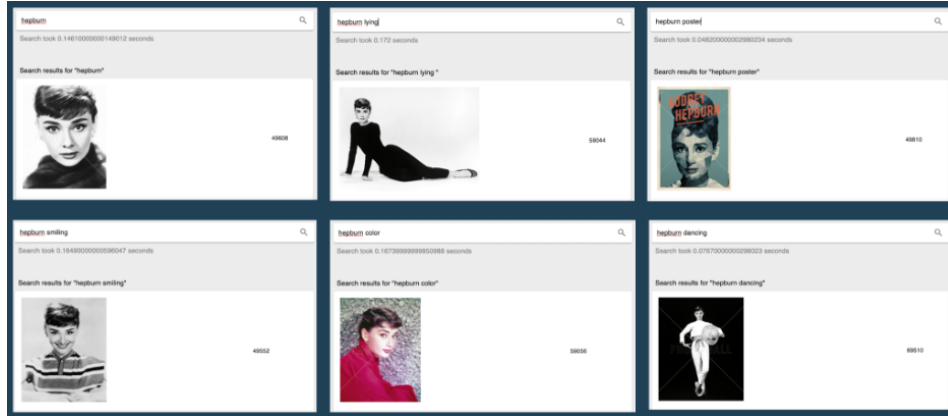 hepburn
Search took 0.14610000000149012 seconds
Search results for "hepburn"
49808
hepburn lying
Search took 0.172 seconds
Search results for "hepburn lying "
59044
hepburn poster
Search took 0.04620000000298023­4 seconds
Search results for "hepburn poster"
AUDREY
HEPBURN
49810
hepburn smiling
Search took 0.16490000000596047 seconds
Search results for "hepburn smiling"
49552
hepburn color
Search took 0.16739999999850988 seconds
Search results for "hepburn color"
59056
hepburn dancing
Search took 0.07670000000298023 seconds
Search results for "hepburn dancing"
69510